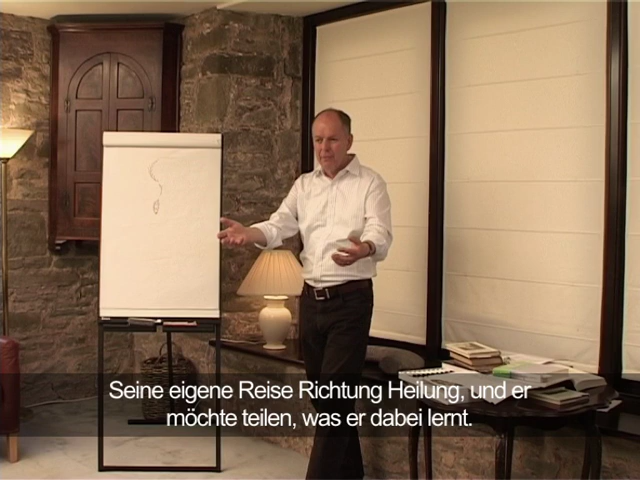 Seine eigene Reise Richtung Heilung, und er
möchte teilen, was er dabei lernt.